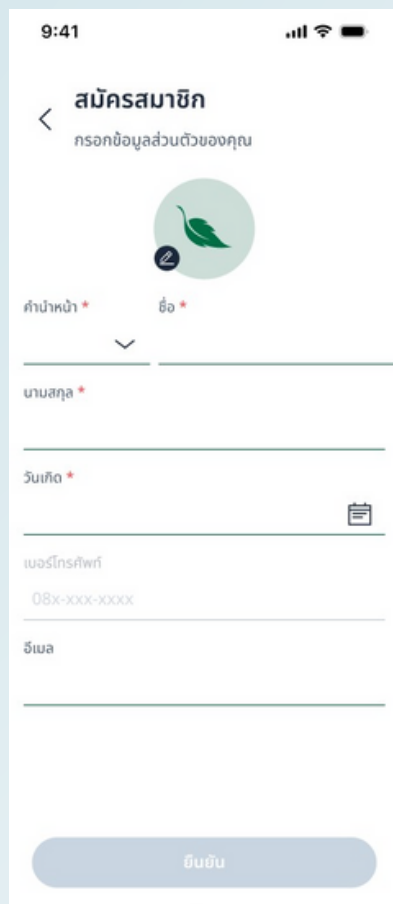 9:41
สมัครสมาชิก
กรอกข้อมูลส่วนตัวของคุณ
คำนำหน้า * ชื่อ *
นามสกุล *
วันเกิด *
เบอร์โทรศัพท์
08x-xxx-xxxx
อีเมล
ยืนยัน